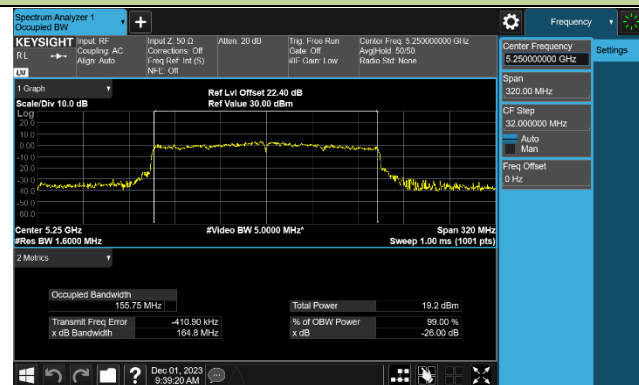 Spectrum Analyzer 1
Occupied BW
+
Frequency
KEYSIGHT
RL
LXI
Input: RF
Coupling: AC
Align: Auto
Input Z: 50 Ω
Corrections: Off
Freq Ref: Int (S)
NFE: Off
Atten: 20 dB
Trig: Free Run
Gate: Off
#IF Gain: Low
Center Freq: 5.250000000 GHz
Avg|Hold: 50/50
Radio Std: None
Center Frequency
5.250000000 GHz
Settings
Span
320.00 MHz
CF Step
32.000000 MHz
Auto
Man
Freq Offset
0 Hz
1 Graph
Scale/Div 10.0 dB
Ref Lvl Offset 22.40 dB
Ref Value 30.00 dBm
Log
20.0
10.0
0.00
-10.0
-20.0
-30.0
-40.0
-50.0
-60.0
Center 5.25 GHz
#Video BW 5.0000 MHz*
Span 320 MHz
#Res BW 1.6000 MHz
Sweep 1.00 ms (1001 pts)
2 Metrics
Occupied Bandwidth
155.75 MHz
Total Power 19.2 dBm
Transmit Freq Error -410.90 kHz
% of OBW Power 99.00 %
x dB Bandwidth 164.8 MHz
x dB -26.00 dB
?
Dec 01, 2023
9:39:20 AM